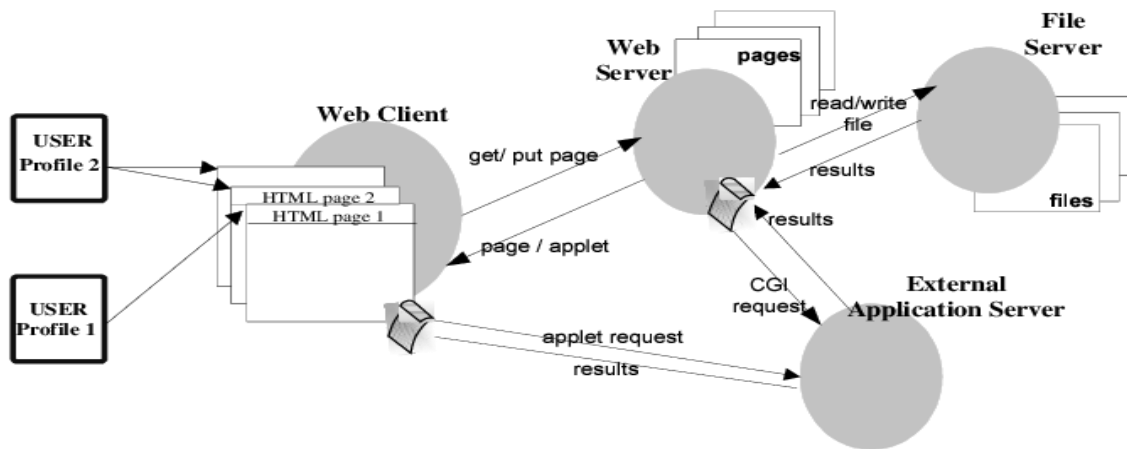 File
Server
Web
Server
pages
Web Client
read/write
file
USER
Profile 2
get/ put page
results
HTML page 2
HTML page 1
files
results
page / applet
CGI
request
External
Application Server
USER
Profile 1
applet request
results